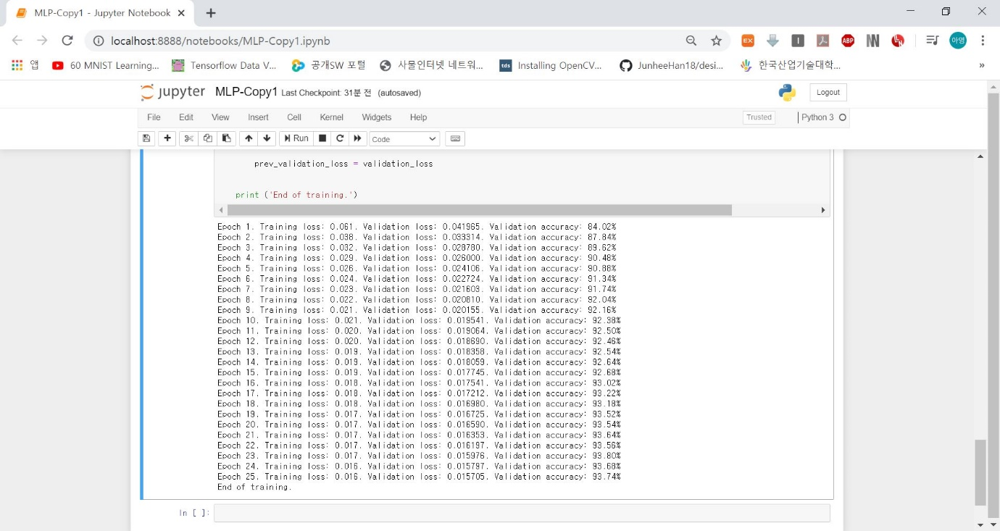 MLP-Copy1 - Jupyter Notebook
localhost:8888/notebooks/MLP-Copy1.ipynb
EX
ABP
아영
앱
60 MNIST Learning...
Tensorflow Data V...
공개SW 포털
사물인터넷 네트워...
tds
Installing OpenCV...
JunheeHan18/desi...
한국산업기술대학...
jupyter MLP-Copy1 Last Checkpoint: 31분 전 (autosaved)
Logout
File Edit View Insert Cell Kernel Widgets Help
Trusted
Python 3
Run
Code
prev_validation_loss = validation_loss
print ('End of training.')
Epoch 1. Training loss: 0.061. Validation loss: 0.041965. Validation accuracy: 84.02%
Epoch 2. Training loss: 0.038. Validation loss: 0.033314. Validation accuracy: 87.84%
Epoch 3. Training loss: 0.032. Validation loss: 0.028780. Validation accuracy: 89.62%
Epoch 4. Training loss: 0.029. Validation loss: 0.026000. Validation accuracy: 90.48%
Epoch 5. Training loss: 0.026. Validation loss: 0.024106. Validation accuracy: 90.88%
Epoch 6. Training loss: 0.024. Validation loss: 0.022724. Validation accuracy: 91.34%
Epoch 7. Training loss: 0.023. Validation loss: 0.021603. Validation accuracy: 91.74%
Epoch 8. Training loss: 0.022. Validation loss: 0.020810. Validation accuracy: 92.04%
Epoch 9. Training loss: 0.021. Validation loss: 0.020155. Validation accuracy: 92.16%
Epoch 10. Training loss: 0.021. Validation loss: 0.019541. Validation accuracy: 92.38%
Epoch 11. Training loss: 0.020. Validation loss: 0.019064. Validation accuracy: 92.50%
Epoch 12. Training loss: 0.020. Validation loss: 0.018690. Validation accuracy: 92.46%
Epoch 13. Training loss: 0.019. Validation loss: 0.018358. Validation accuracy: 92.54%
Epoch 14. Training loss: 0.019. Validation loss: 0.018059. Validation accuracy: 92.64%
Epoch 15. Training loss: 0.019. Validation loss: 0.017745. Validation accuracy: 92.68%
Epoch 16. Training loss: 0.018. Validation loss: 0.017541. Validation accuracy: 93.02%
Epoch 17. Training loss: 0.018. Validation loss: 0.017212. Validation accuracy: 93.22%
Epoch 18. Training loss: 0.018. Validation loss: 0.016980. Validation accuracy: 93.18%
Epoch 19. Training loss: 0.017. Validation loss: 0.016725. Validation accuracy: 93.52%
Epoch 20. Training loss: 0.017. Validation loss: 0.016590. Validation accuracy: 93.54%
Epoch 21. Training loss: 0.017. Validation loss: 0.016353. Validation accuracy: 93.64%
Epoch 22. Training loss: 0.017. Validation loss: 0.016197. Validation accuracy: 93.56%
Epoch 23. Training loss: 0.017. Validation loss: 0.015976. Validation accuracy: 93.80%
Epoch 24. Training loss: 0.016. Validation loss: 0.015797. Validation accuracy: 93.68%
Epoch 25. Training loss: 0.016. Validation loss: 0.015705. Validation accuracy: 93.74%
End of training.
In [ ]: